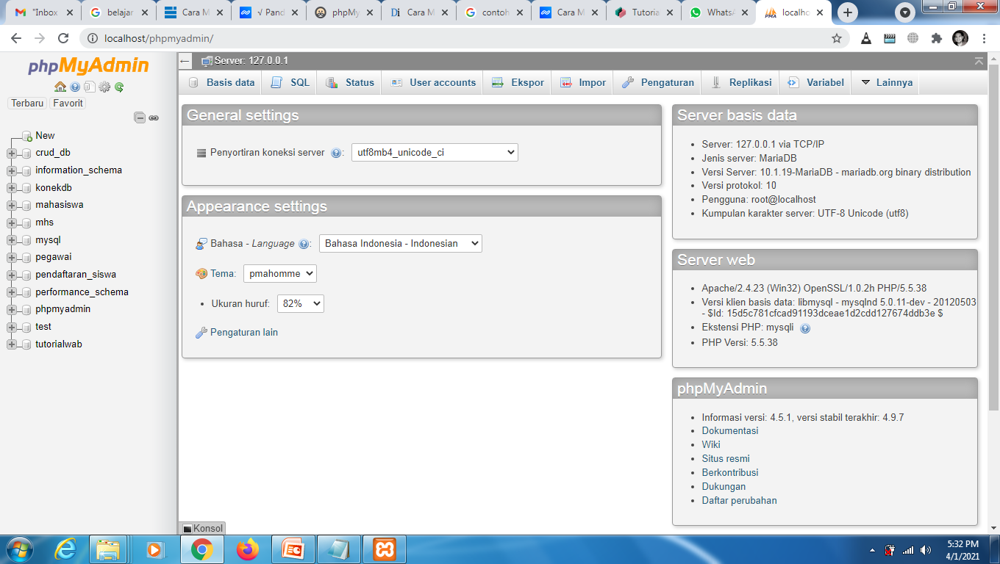 "Inbox
belajar
Cara M
√ Pand
phpMy
Cara M
contoh
Cara M
Tutoria
WhatsA
localho
localhost/phpmyadmin/
phpMyAdmin
Terbaru Favorit
New
crud_db
information_schema
konekdb
mahasiswa
mhs
mysql
pegawai
pendaftaran_siswa
performance_schema
phpmyadmin
test
tutorialwab
Server: 127.0.0.1
Basis data SQL Status User accounts Ekspor Impor Pengaturan Replikasi Variabel Lainnya
General settings
Penyortiran koneksi server : utf8mb4_unicode_ci
Appearance settings
Bahasa - Language : Bahasa Indonesia - Indonesian
Tema: pmahomme
• Ukuran huruf: 82%
Pengaturan lain
Server basis data
• Server: 127.0.0.1 via TCP/IP
• Jenis server: MariaDB
• Versi Server: 10.1.19-MariaDB - mariadb.org binary distribution
• Versi protokol: 10
• Pengguna: root@localhost
• Kumpulan karakter server: UTF-8 Unicode (utf8)
Server web
• Apache/2.4.23 (Win32) OpenSSL/1.0.2h PHP/5.5.38
• Versi klien basis data: libmysql - mysqlnd 5.0.11-dev - 20120503
- $Id: 15d5c781cfcad91193dceae1d2cdd127674ddb3e $
• Ekstensi PHP: mysqli
• PHP Versi: 5.5.38
phpMyAdmin
• Informasi versi: 4.5.1, versi stabil terakhir: 4.9.7
• Dokumentasi
• Wiki
• Situs resmi
• Berkontribusi
• Dukungan
• Daftar perubahan
Konsol
5:32 PM
4/1/2021